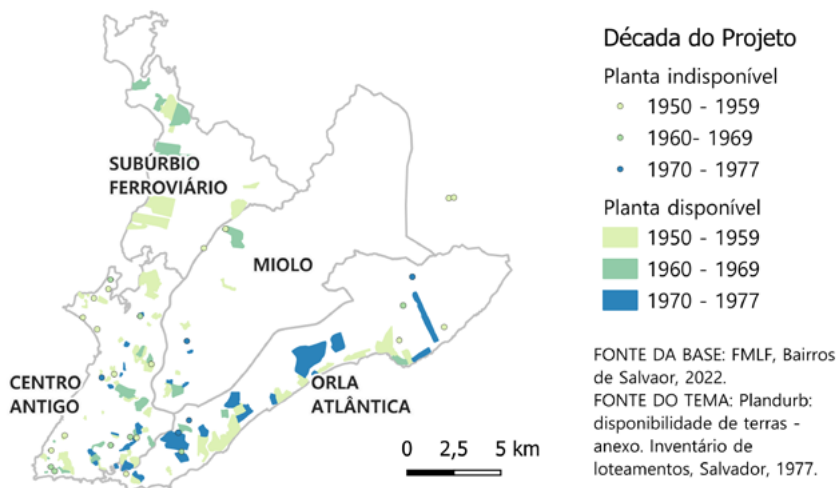 SUBÚRBIO
FERROVIÁRIO
MIOLO
CENTRO
ANTIGO
ORLA
ATLÂNTICA
0 2,5 5 km
Década do Projeto
Planta indisponível
1950 - 1959
1960- 1969
1970 - 1977
Planta disponível
1950 - 1959
1960 - 1969
1970 - 1977
FONTE DA BASE: FMLF, Bairros
de Salvaor, 2022.
FONTE DO TEMA: Plandurb:
disponibilidade de terras -
anexo. Inventário de
loteamentos, Salvador, 1977.